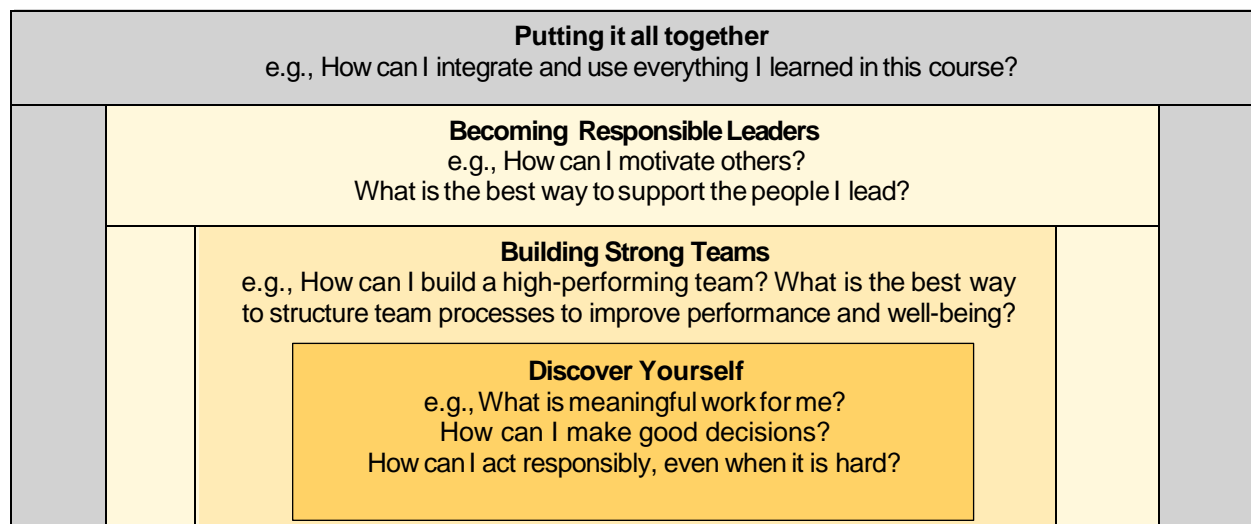 Putting it all together
e.g., How can I integrate and use everything I learned in this course?
Becoming Responsible Leaders
e.g., How can I motivate others?
What is the best way to support the people I lead?
Building Strong Teams
e.g., How can I build a high-performing team? What is the best way
to structure team processes to improve performance and well-being?
Discover Yourself
e.g., What is meaningful work for me?
How can I make good decisions?
How can I act responsibly, even when it is hard?